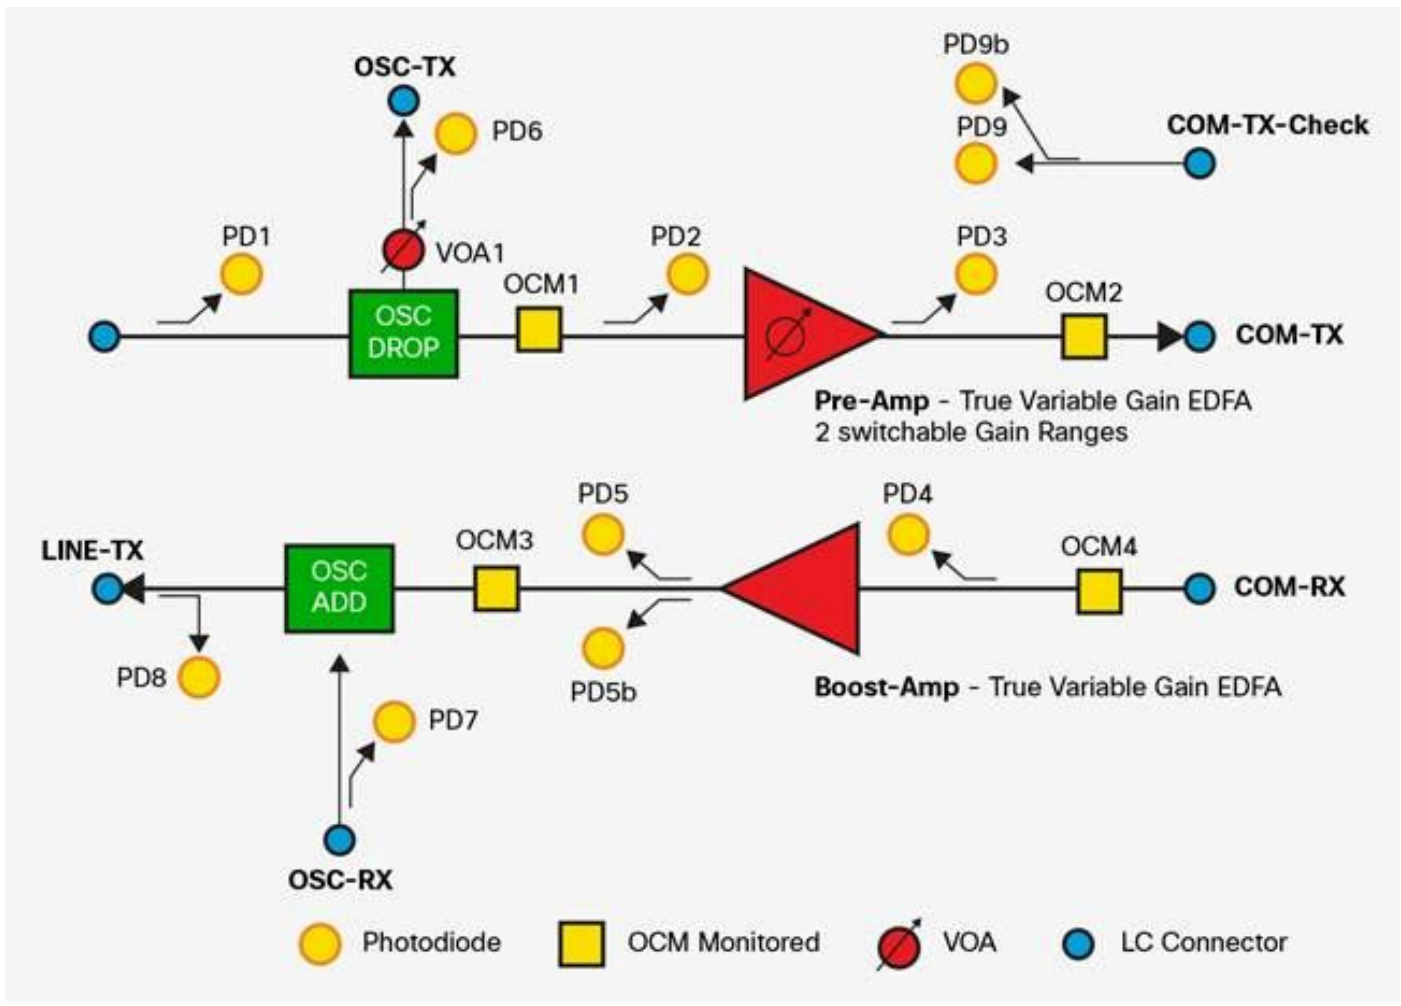 PD9b
OSC-TX
PD6
PD9
COM-TX-Check
PD1
VOA1
PD2
PD3
OCM1
OCM2
OSC
DROP
COM-TX
Pre-Amp - True Variable Gain EDFA
2 switchable Gain Ranges
PD5
PD4
LINE-TX
OCM3
OCM4
OSC
ADD
COM-RX
PD8
PD5b
Boost-Amp - True Variable Gain EDFA
PD7
OSC-RX
Photodiode
OCM Monitored
VOA
LC Connector